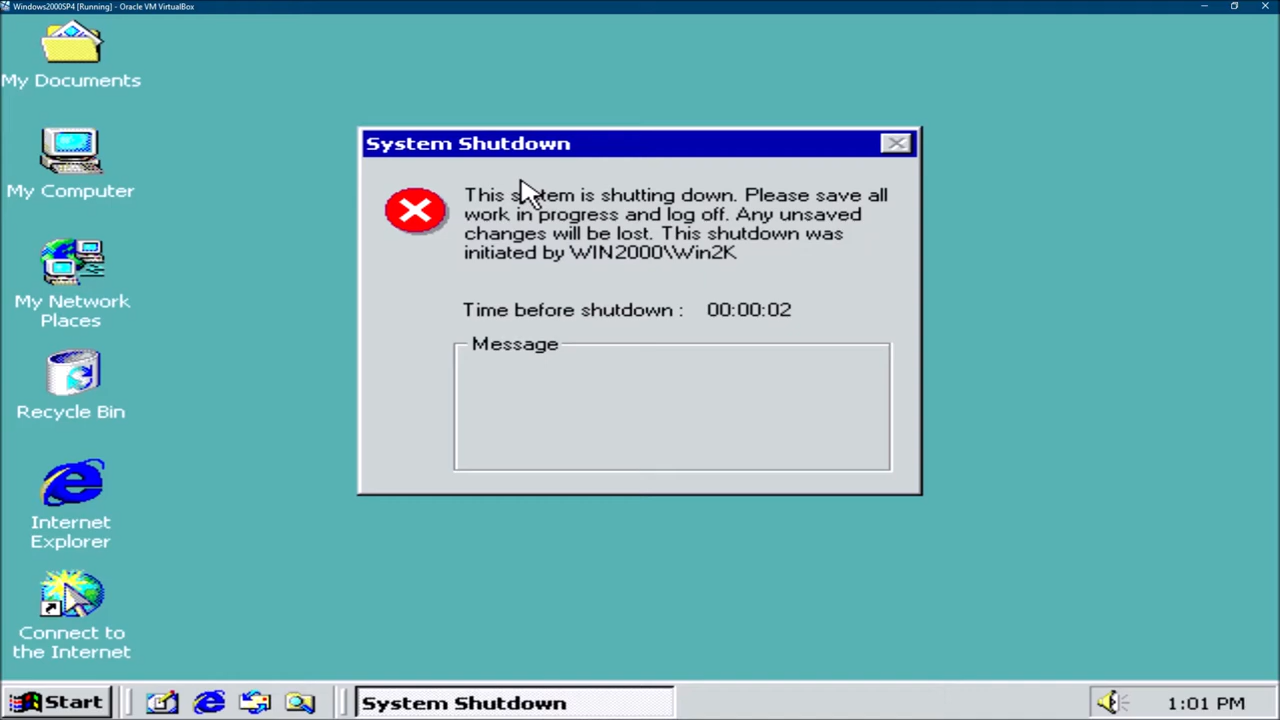 Windows2000SP4 [Running] - Oracle VM VirtualBox
My Documents
My Computer
My Network
Places
Recycle Bin
Internet
Explorer
Connect to
the Internet
System Shutdown
This system is shutting down. Please save all
work in progress and log off. Any unsaved
changes will be lost. This shutdown was
initiated by WIN2000\Win2K
Time before shutdown : 00:00:02
Message
Start
System Shutdown
1:01 PM